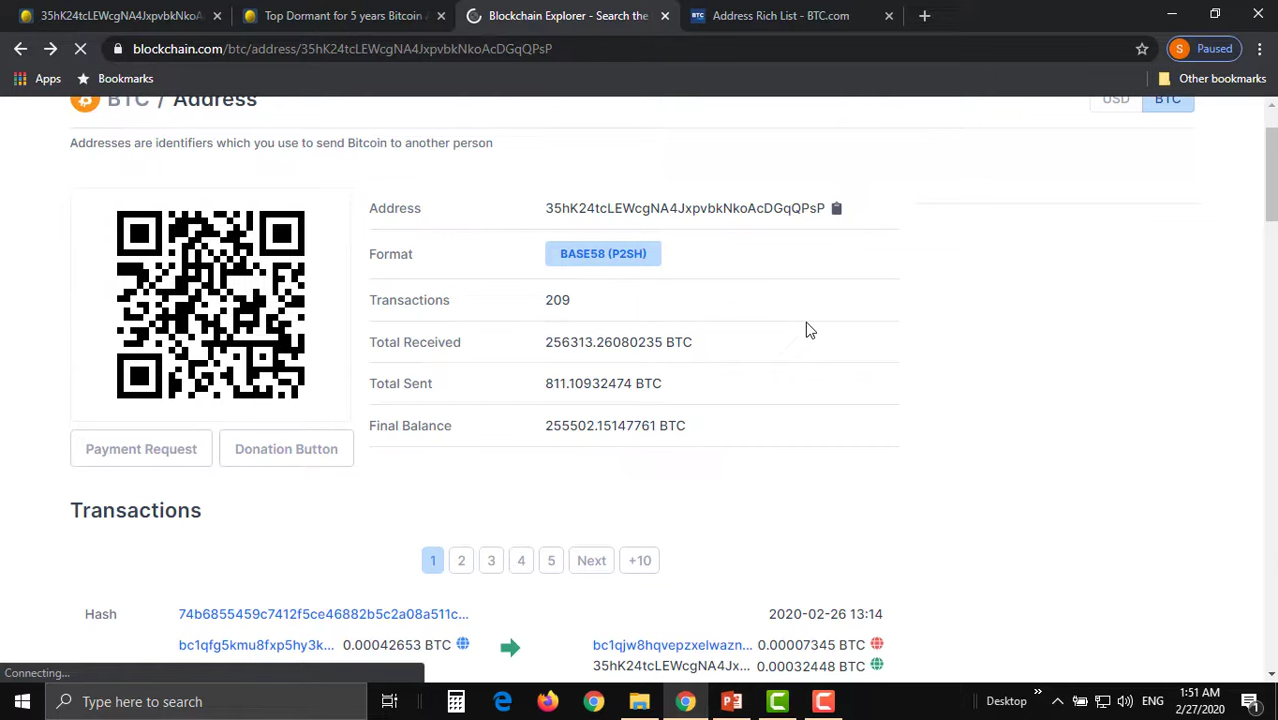 35hK24tcLEWcgNA4JxpvbkNkoA
Top Dormant for 5 years Bitcoin
Blockchain Explorer - Search the
Address Rich List - BTC.com
blockchain.com/btc/address/35hK24tcLEWcgNA4JxpvbkNkoAcDGqQPsP
S Paused
Apps
Bookmarks
Other bookmarks
BTC / Address
USD
BTC
Addresses are identifiers which you use to send Bitcoin to another person
Address 35hK24tcLEWcgNA4JxpvbkNkoAcDGqQPsP
Format BASE58 (P2SH)
Transactions 209
Total Received 256313.26080235 BTC
Total Sent 811.10932474 BTC
Final Balance 255502.15147761 BTC
Payment Request
Donation Button
Transactions
1 2 3 4 5 Next +10
Hash 74b6855459c7412f5ce46882b5c2a08a511c... 2020-02-26 13:14
bc1qfg5kmu8fxp5hy3k... 0.00042653 BTC bc1qjw8hqvepzxelwazn... 0.00007345 BTC
35hK24tcLEWcgNA4Jx... 0.00032448 BTC
Connecting...
Type here to search
Desktop
ENG
1:51 AM
2/27/2020
1